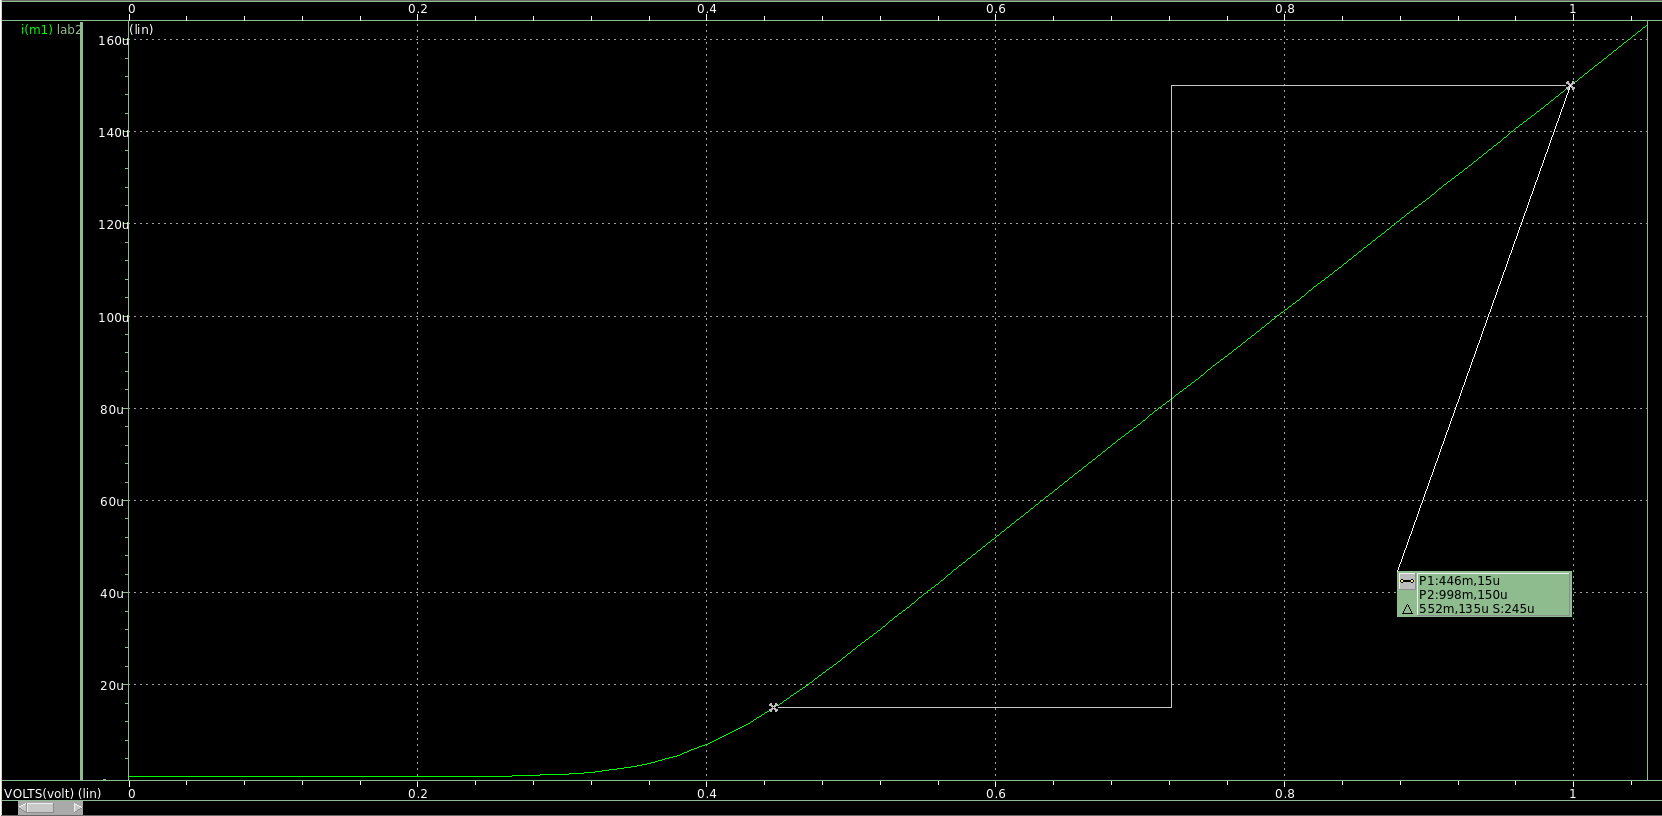 0 0.2 0.4 0.6 0.8 1
i(m1) lab2 (lin)
160u
140u
120u
100u
80u
60u
40u
P1:446m,15u
P2:998m,150u
552m,135u S:245u
20u
VOLTS(volt) (lin) 0 0.2 0.4 0.6 0.8 1